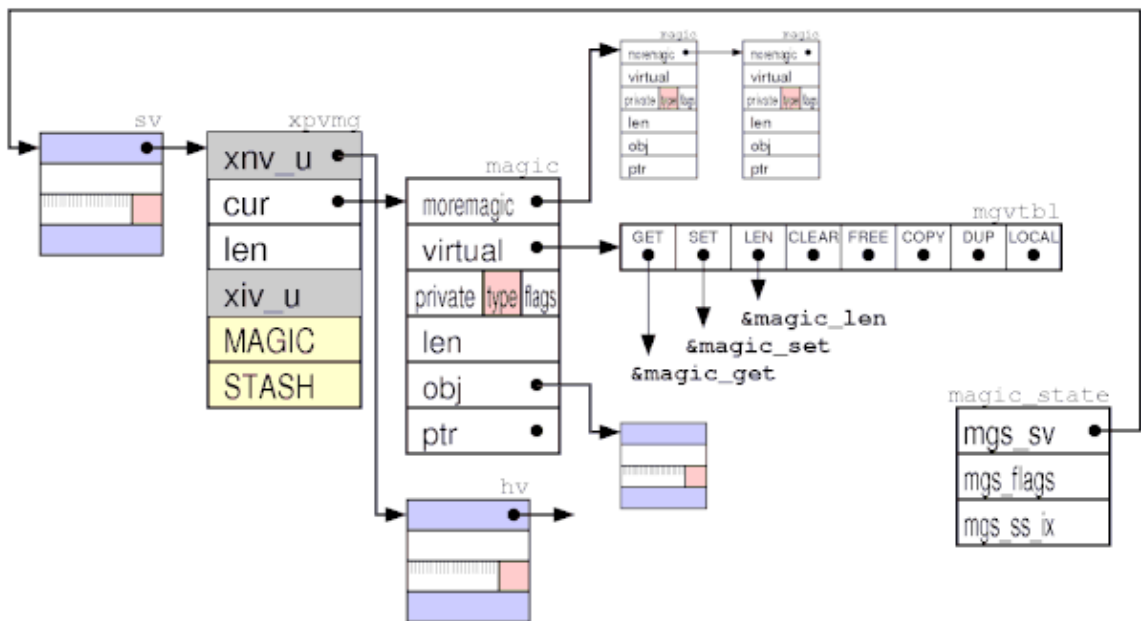 sv
xpvmg
xnv_u
cur
len
xiv_u
MAGIC
STASH
magic
moremagic
virtual
private type flags
len
obj
ptr
magic
moremagic
virtual
private type flags
len
obj
ptr
magic
moremagic
virtual
private type flags
len
obj
ptr
mgvtbl
GET SET LEN CLEAR FREE COPY DUP LOCAL
&magic_len
&magic_set
&magic_get
hv
magic_state
mgs_sv
mgs_flags
mgs_ss_ix